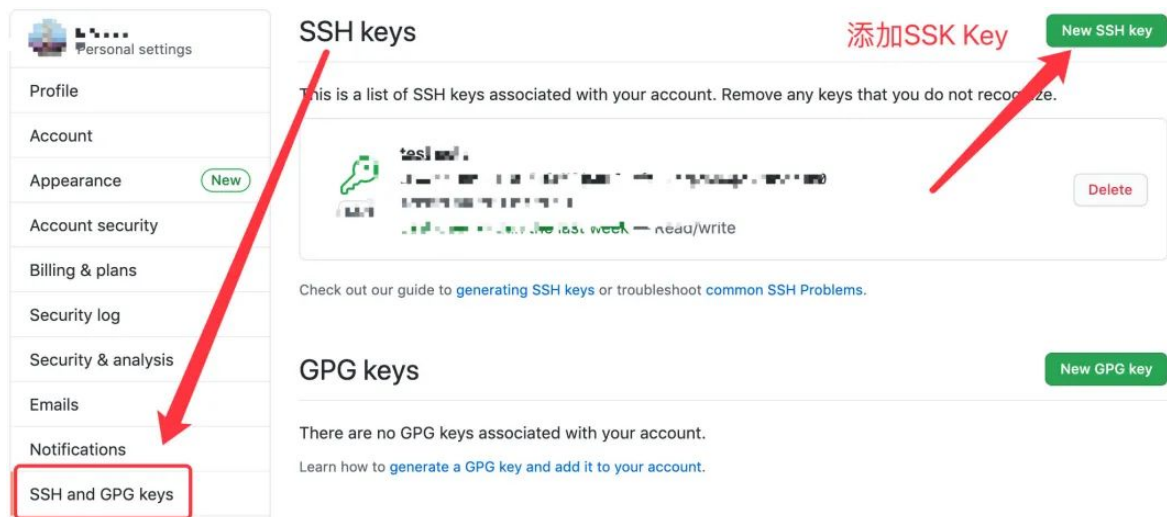 Personal settings
Profile
Account
Appearance
New
Account security
Billing & plans
Security log
Security & analysis
Emails
Notifications
SSH and GPG keys
SSH keys
添加SSK Key
New SSH key
This is a list of SSH keys associated with your account. Remove any keys that you do not recognize.
the last week — Read/write
Delete
Check out our guide to generating SSH keys or troubleshoot common SSH Problems.
GPG keys
New GPG key
There are no GPG keys associated with your account.
Learn how to generate a GPG key and add it to your account.